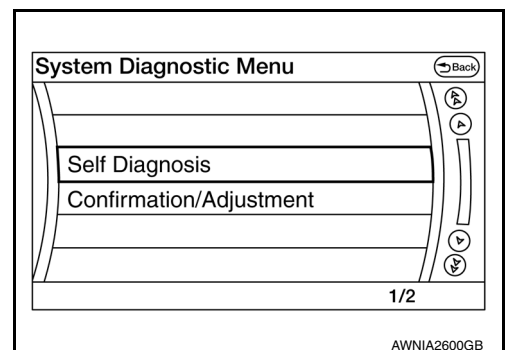 System Diagnostic Menu
Back
Self Diagnosis
Confirmation/Adjustment
1/2
AWNIA2600GB